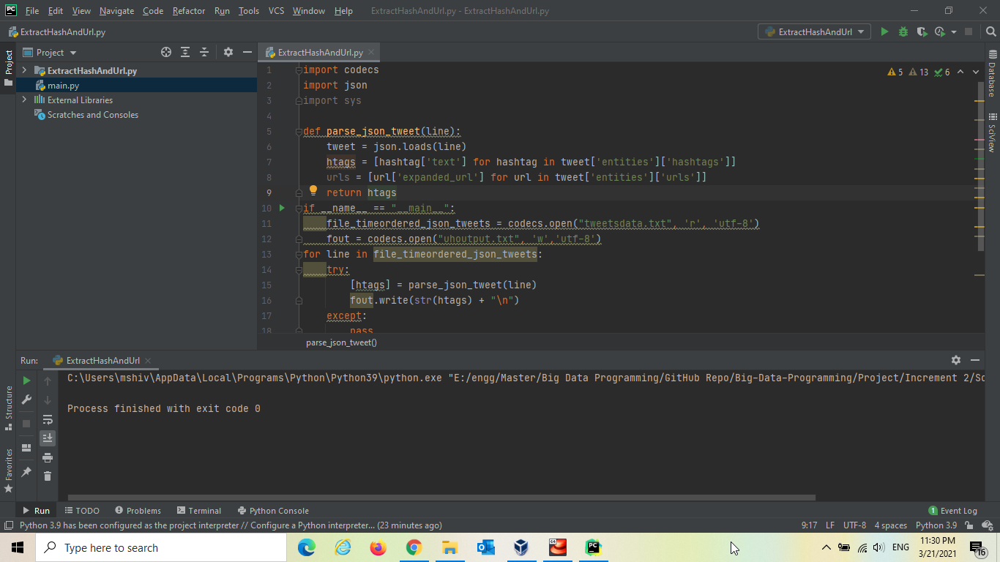 PC File Edit View Navigate Code Refactor Run Tools VCS Window Help ExtractHashAndUrl.py - ExtractHashAndUrl.py
ExtractHashAndUrl.py ExtractHashAndUrl
Project Project ExtractHashAndUrl.py
ExtractHashAndUrl.py
main.py
External Libraries
Scratches and Consoles
5 13 6
1 import codecs
2 import json
3 import sys
4
5 def parse_json_tweet(line):
6 tweet = json.loads(line)
7 htags = [hashtag['text'] for hashtag in tweet['entities']['hashtags']]
8 urls = [url['expanded_url'] for url in tweet['entities']['urls']]
9 return htags
10 if __name__ == "__main__":
11 file_timeordered_json_tweets = codecs.open("tweetsdata.txt", 'r', 'utf-8')
12 fout = codecs.open("uhoutput.txt", 'w','utf-8')
13 for line in file_timeordered_json_tweets:
14 try:
15 [htags] = parse_json_tweet(line)
16 fout.write(str(htags) + "\n")
17 except:
18 pass
parse_json_tweet()
Database
SciView
Run: ExtractHashAndUrl
C:\Users\mshiv\AppData\Local\Programs\Python\Python39\python.exe "E:/engg/Master/Big Data Programming/GitHub Repo/Big-Data-Programming/Project/Increment 2/Sc
Process finished with exit code 0
Structure
Favorites
Run TODO Problems Terminal Python Console 1 Event Log
Python 3.9 has been configured as the project interpreter // Configure a Python interpreter... (23 minutes ago) 9:17 LF UTF-8 4 spaces Python 3.9
Type here to search 64 PC ENG 11:30 PM
3/21/2021 16